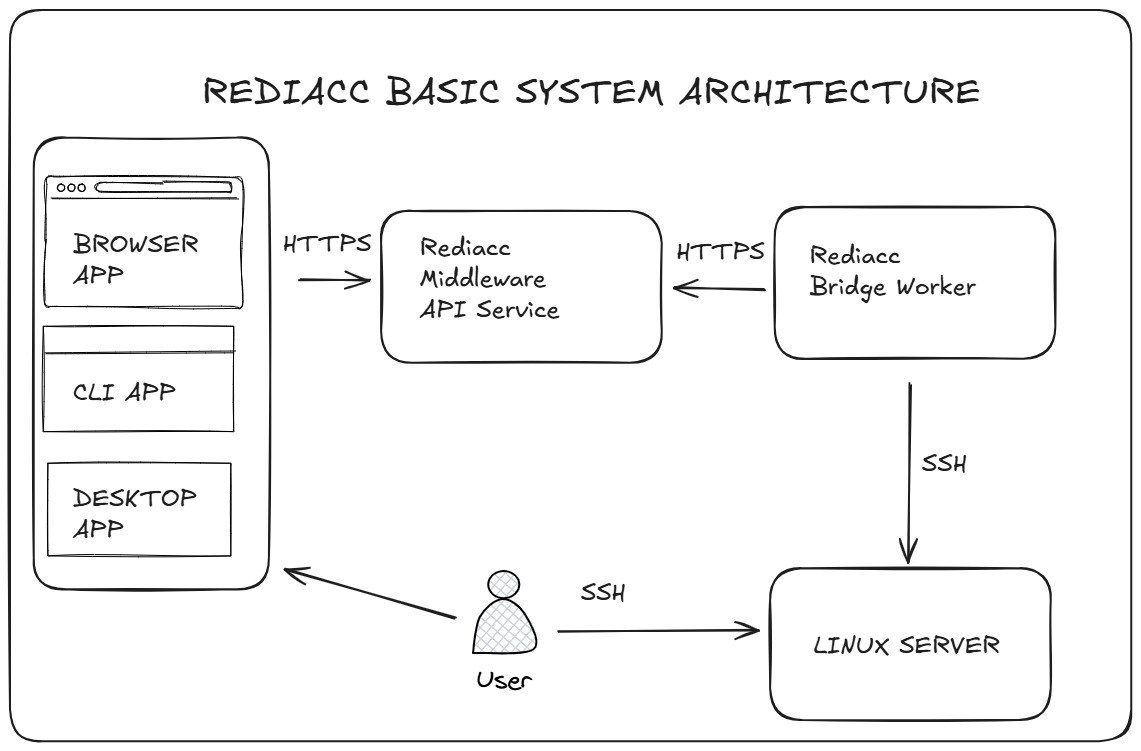 REDIACC BASIC SYSTEM ARCHITECTURE
BROWSER
APP
CLI APP
DESKTOP
APP
HTTPS
Rediacc
Middleware
API Service
HTTPS
Rediacc
Bridge Worker
SSH
SSH
User
LINUX SERVER